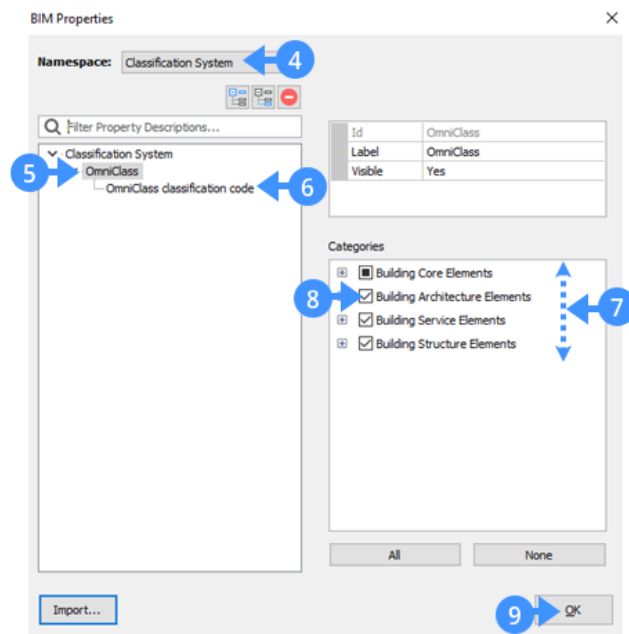 BIM Properties
Namespace: Classification System 4
Filter Property Descriptions...
Id OmniClass
Label OmniClass
Visible Yes
Classification System
5 OmniClass
OmniClass classification code 6
Categories
Building Core Elements
8 Building Architecture Elements 7
Building Service Elements
Building Structure Elements
All None
Import... 9 OK